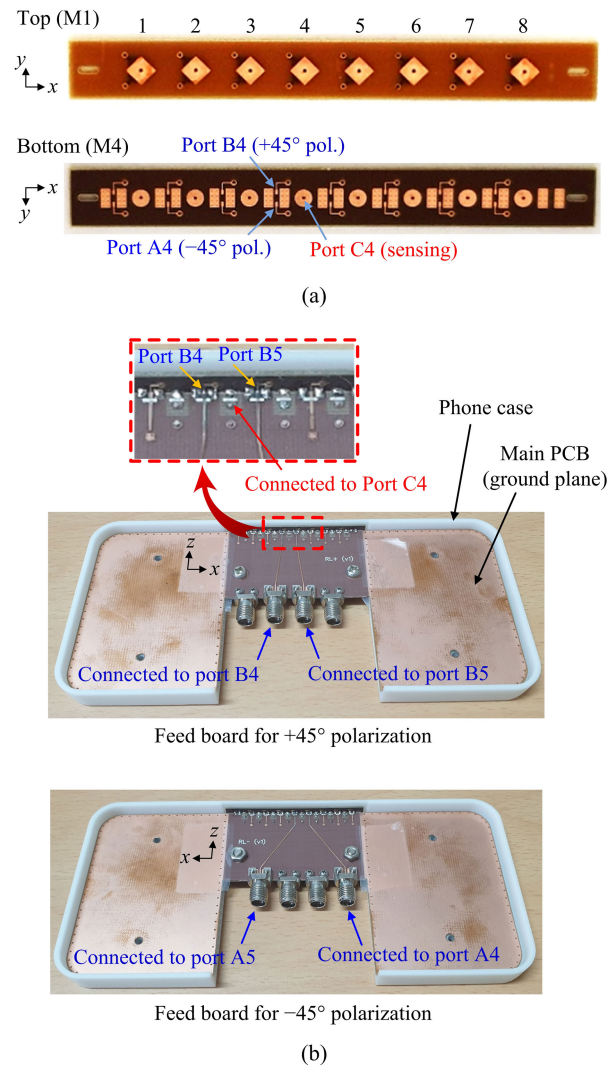 Top (M1)
1 2 3 4 5 6 7 8
y
x
Bottom (M4)
Port B4 (+45° pol.)
x
y
Port A4 (−45° pol.)
Port C4 (sensing)
(a)
Port B4
Port B5
Phone case
Main PCB
(ground plane)
Connected to Port C4
z
x
RL+ (v1)
Connected to port B4
Connected to port B5
Feed board for +45° polarization
z
x
RL− (v1)
Connected to port A5
Connected to port A4
Feed board for −45° polarization
(b)